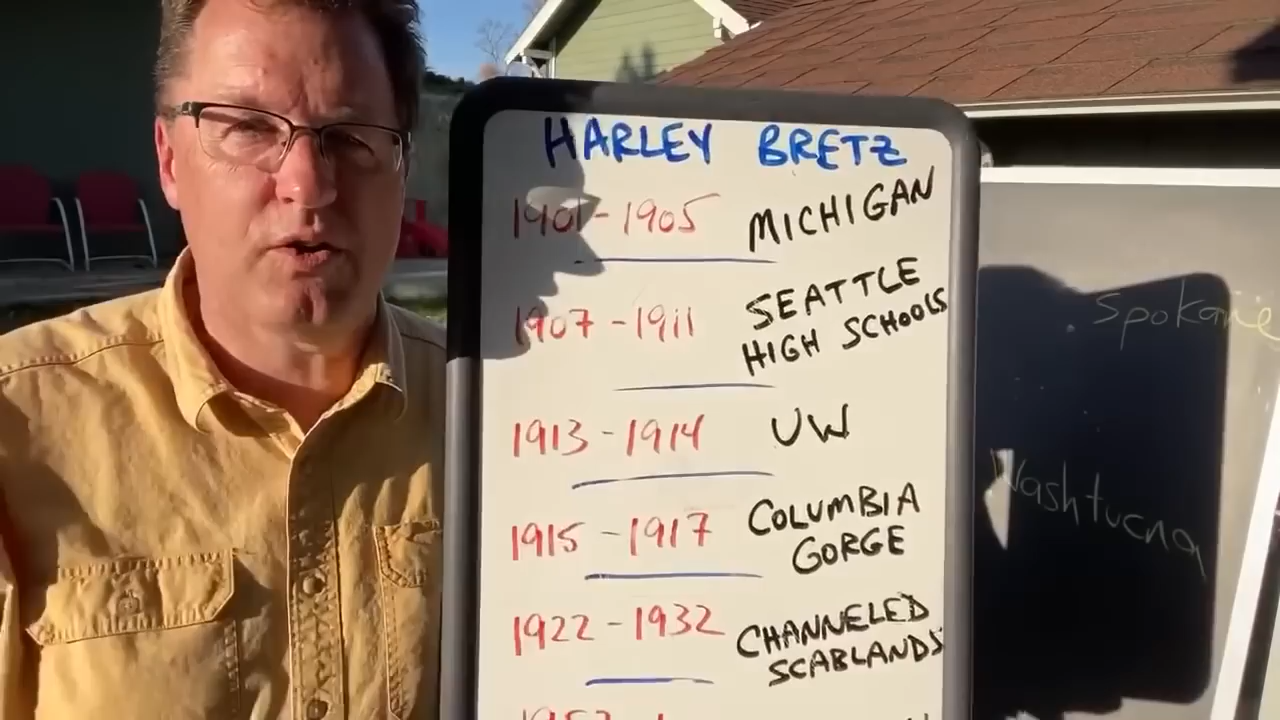 HARLEY BRETZ
1901-1905 MICHIGAN
1907-1911 SEATTLE
HIGH SCHOOLS
1913-1914 UW
1915-1917 COLUMBIA
GORGE
1922-1932 CHANNELED
SCABLANDS
Spokane
Washtucna